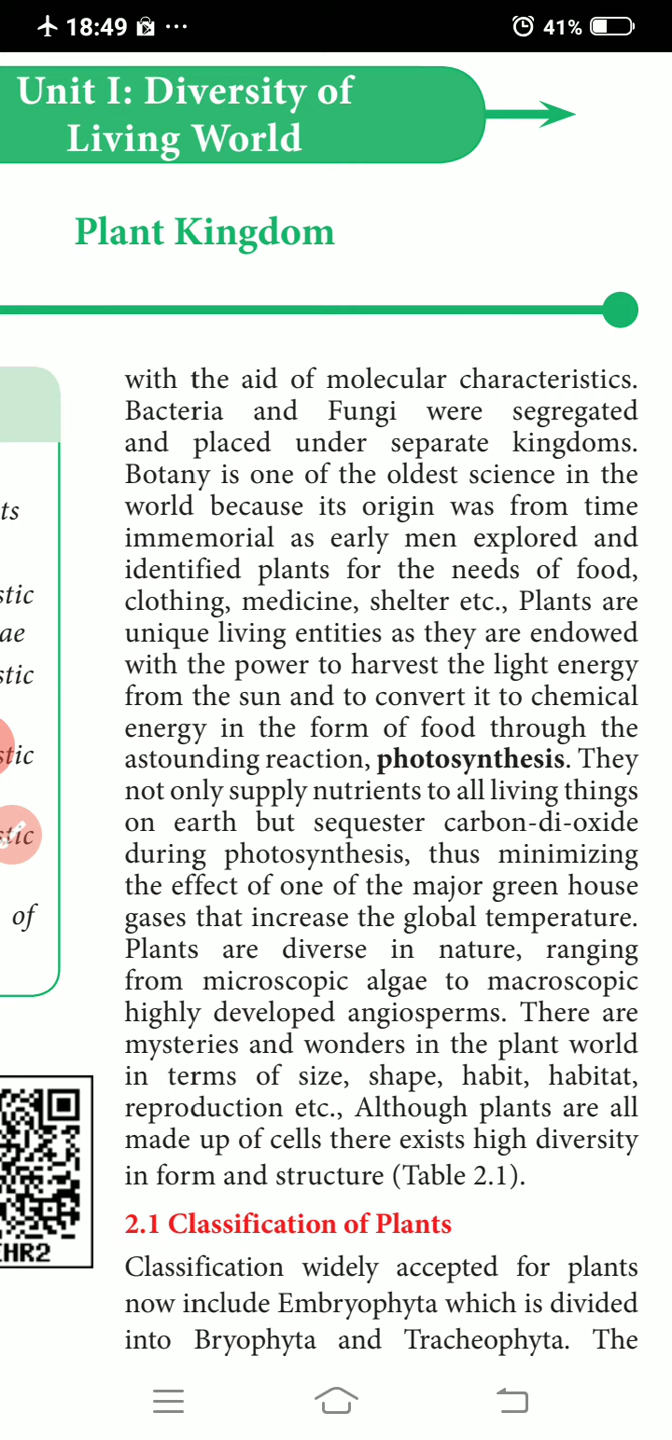 18:49
41%
Unit I: Diversity of
Living World
Plant Kingdom
with the aid of molecular characteristics.
Bacteria and Fungi were segregated
and placed under separate kingdoms.
Botany is one of the oldest science in the
world because its origin was from time
immemorial as early men explored and
identified plants for the needs of food,
clothing, medicine, shelter etc., Plants are
unique living entities as they are endowed
with the power to harvest the light energy
from the sun and to convert it to chemical
energy in the form of food through the
astounding reaction, photosynthesis. They
not only supply nutrients to all living things
on earth but sequester carbon-di-oxide
during photosynthesis, thus minimizing
the effect of one of the major green house
gases that increase the global temperature.
Plants are diverse in nature, ranging
from microscopic algae to macroscopic
highly developed angiosperms. There are
mysteries and wonders in the plant world
in terms of size, shape, habit, habitat,
reproduction etc., Although plants are all
made up of cells there exists high diversity
in form and structure (Table 2.1).
2.1 Classification of Plants
Classification widely accepted for plants
now include Embryophyta which is divided
into Bryophyta and Tracheophyta. The
ts
stic
ae
stic
stic
stic
of
HR2